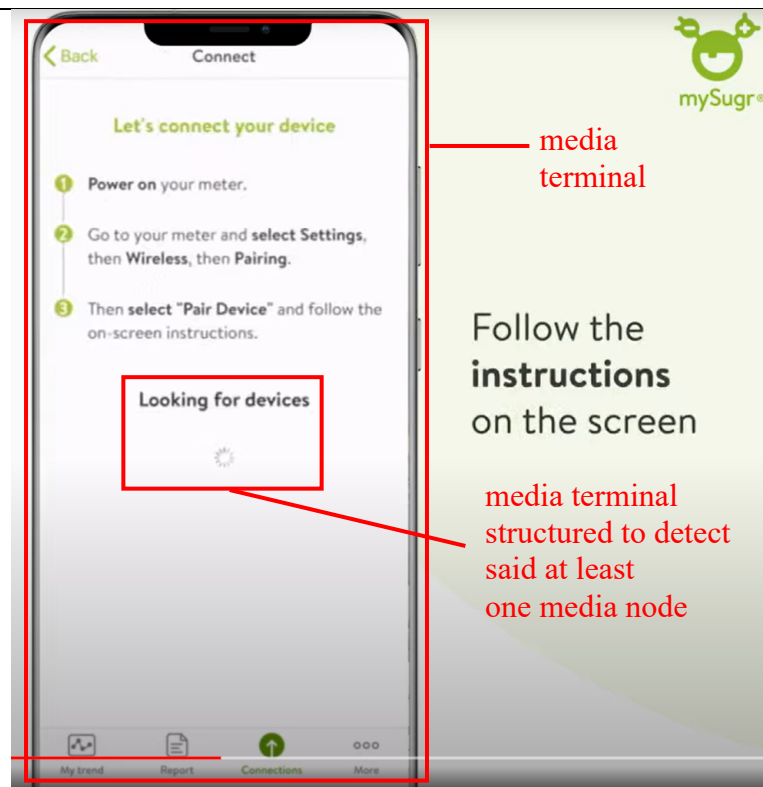 Back
Connect
mySugr®
Let's connect your device
media
terminal
1 Power on your meter.
2 Go to your meter and select Settings,
then Wireless, then Pairing.
3 Then select "Pair Device" and follow the
on-screen instructions.
Follow the
instructions
on the screen
Looking for devices
media terminal
structured to detect
said at least
one media node
My trend
Report
Connections
More